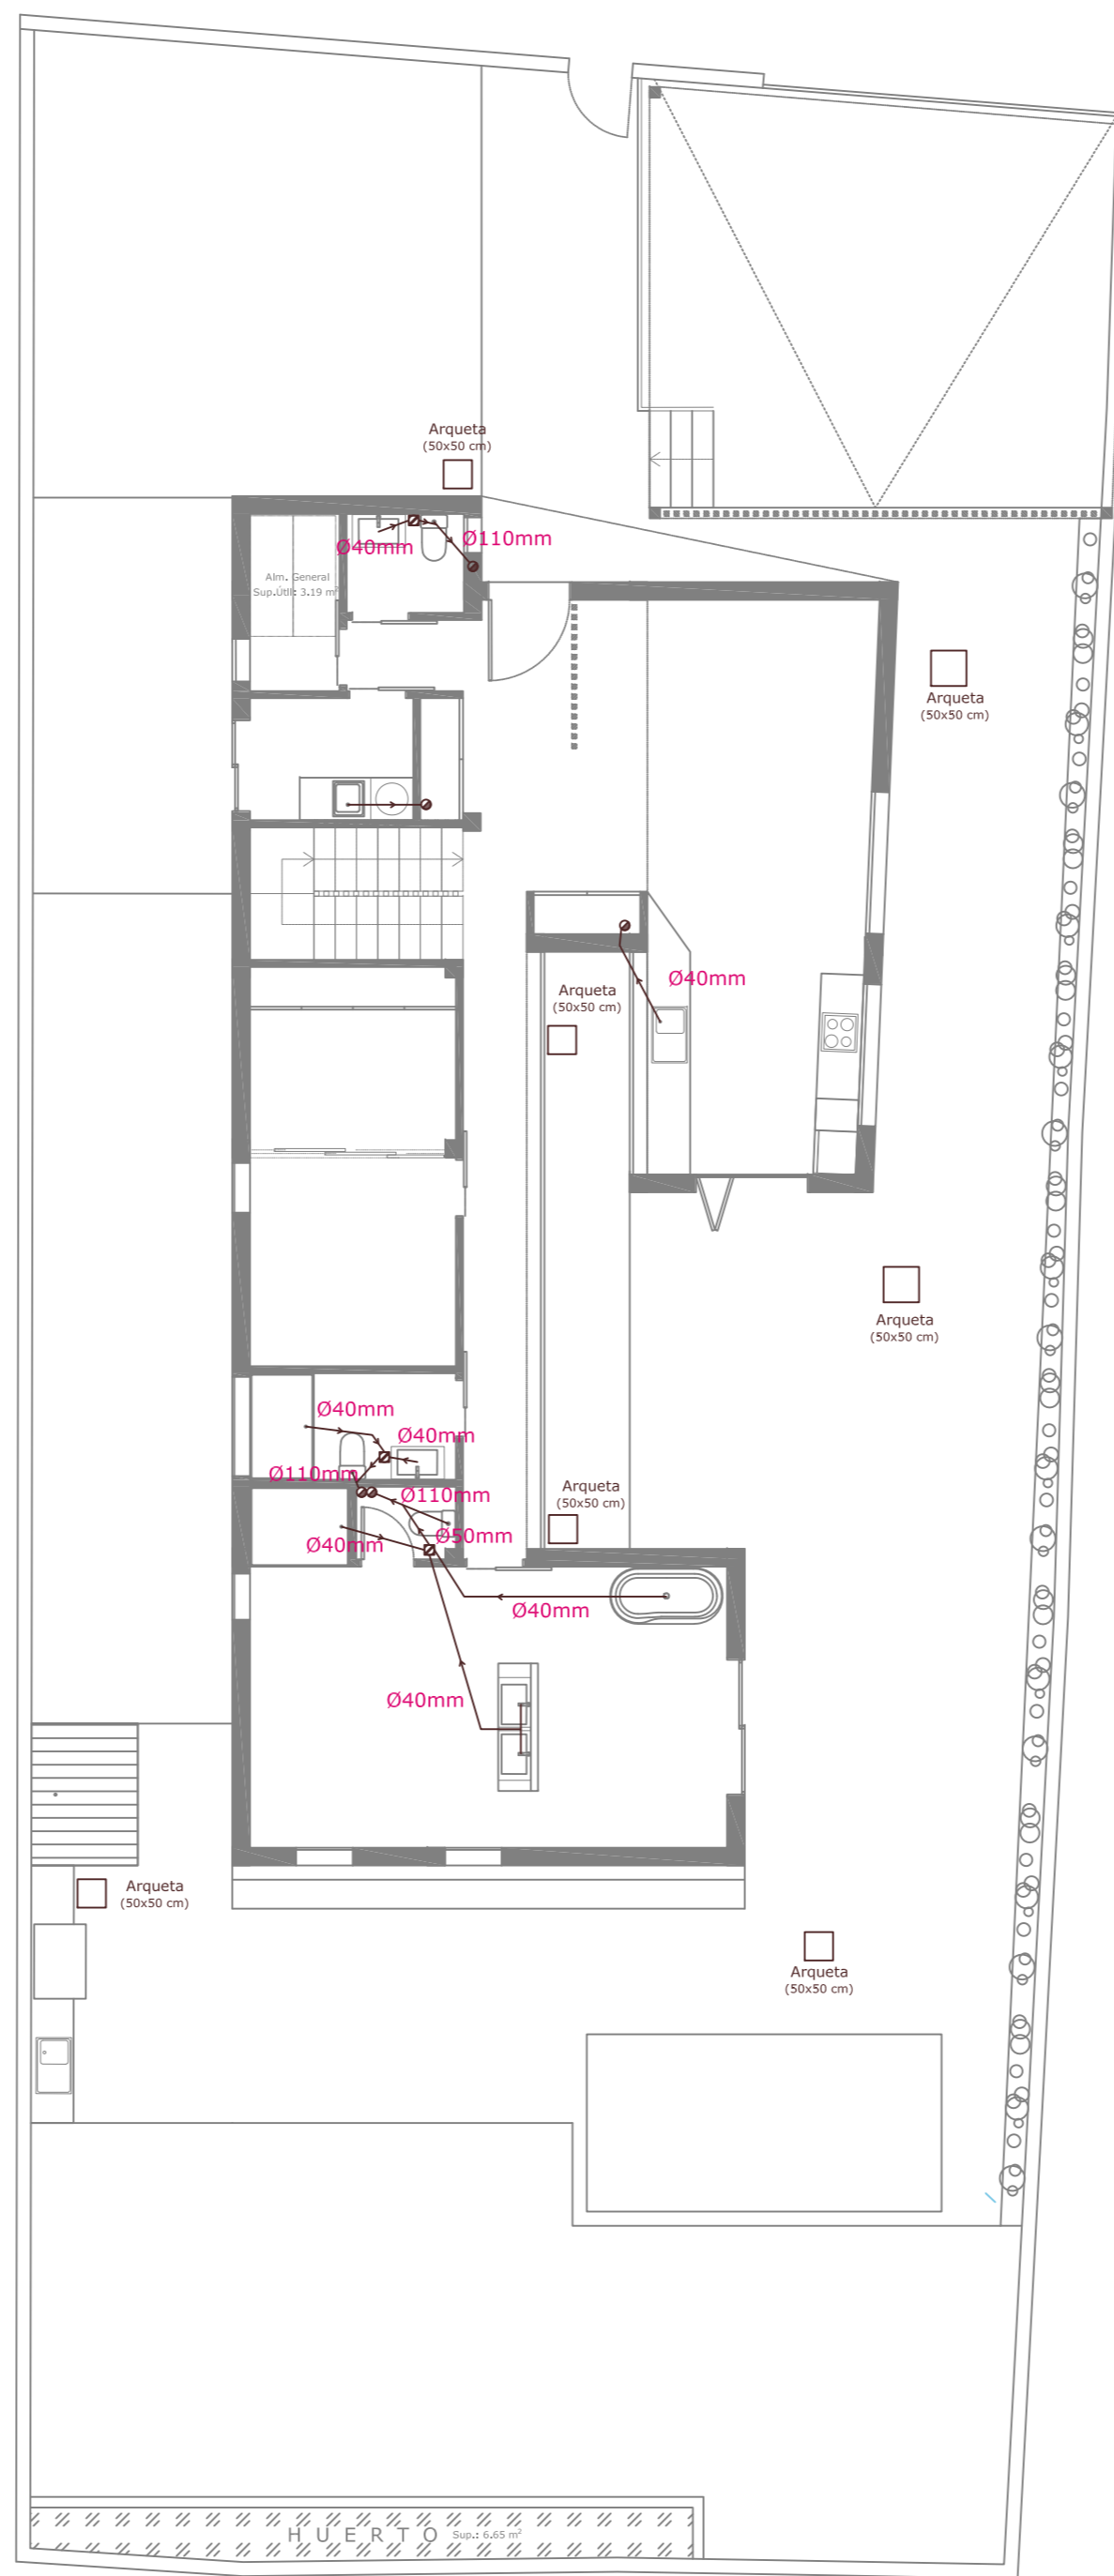 Arqueta
(50x50 cm)
Ø40mm
Ø110mm
Alm. General
Sup.Útil: 3.19 m²
Arqueta
(50x50 cm)
Ø40mm
Arqueta
(50x50 cm)
Arqueta
(50x50 cm)
Ø40mm
Ø40mm
Ø110mm
Ø110mm
Arqueta
(50x50 cm)
Ø50mm
Ø40mm
Ø40mm
Ø40mm
Arqueta
(50x50 cm)
Arqueta
(50x50 cm)
HUERTO Sup.: 6.65 m²